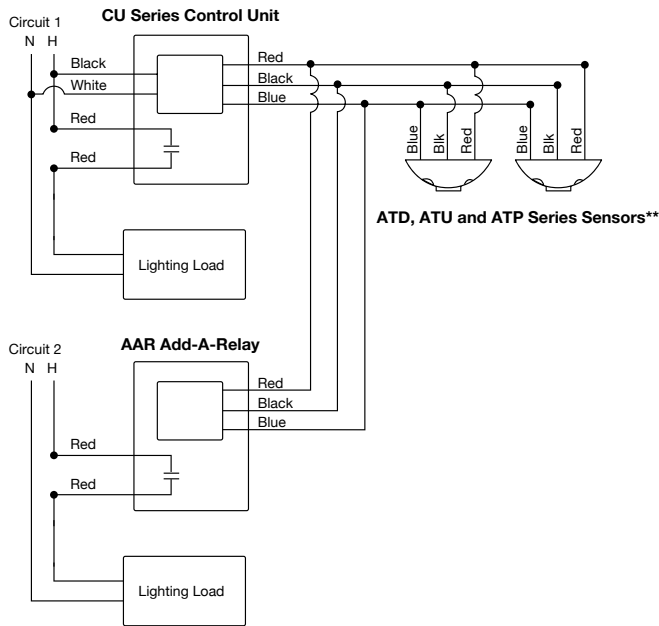 CU Series Control Unit
Circuit 1
N H
Black
White
Red
Red
Red
Black
Blue
Blue
Blk
Red
Blue
Blk
Red
ATD, ATU and ATP Series Sensors**
Lighting Load
AAR Add-A-Relay
Circuit 2
N H
Red
Black
Blue
Red
Red
Lighting Load